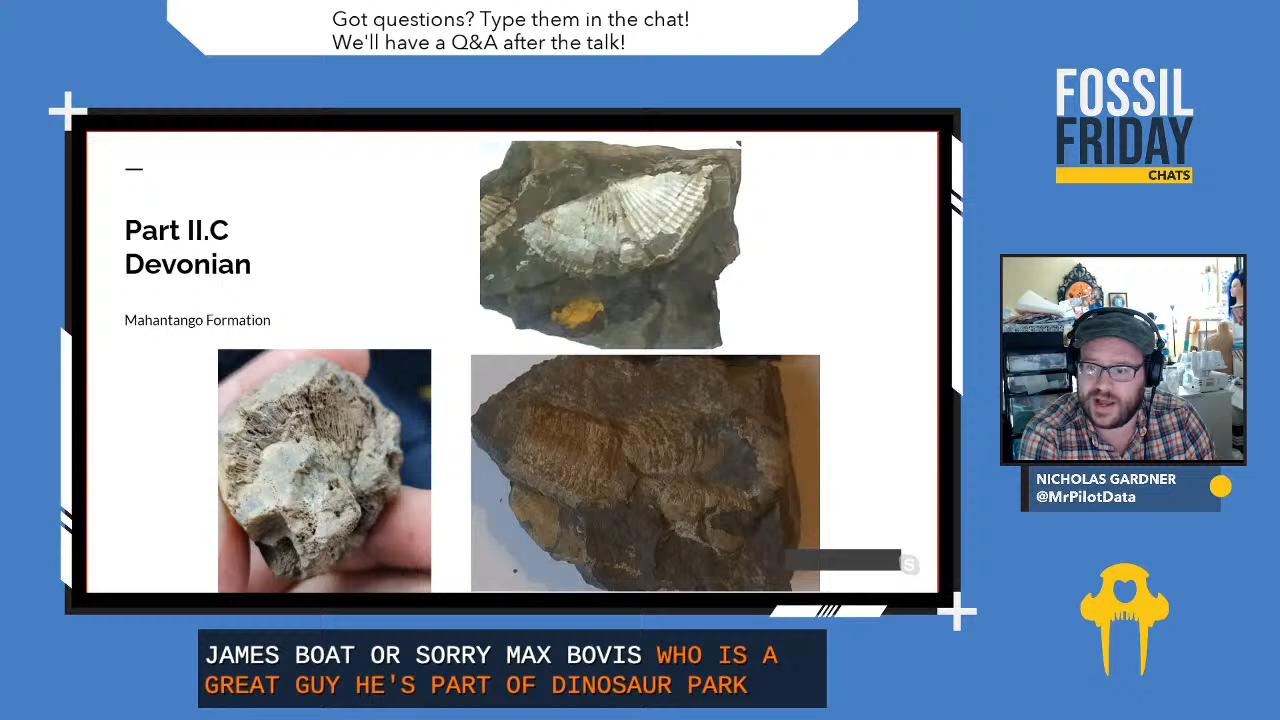 Got questions? Type them in the chat!
We'll have a Q&A after the talk!
FOSSIL
FRIDAY
CHATS
Part II.C
Devonian
Mahantango Formation
NICHOLAS GARDNER
@MrPilotData
S
JAMES BOAT OR SORRY MAX BOVIS WHO IS A
GREAT GUY HE'S PART OF DINOSAUR PARK